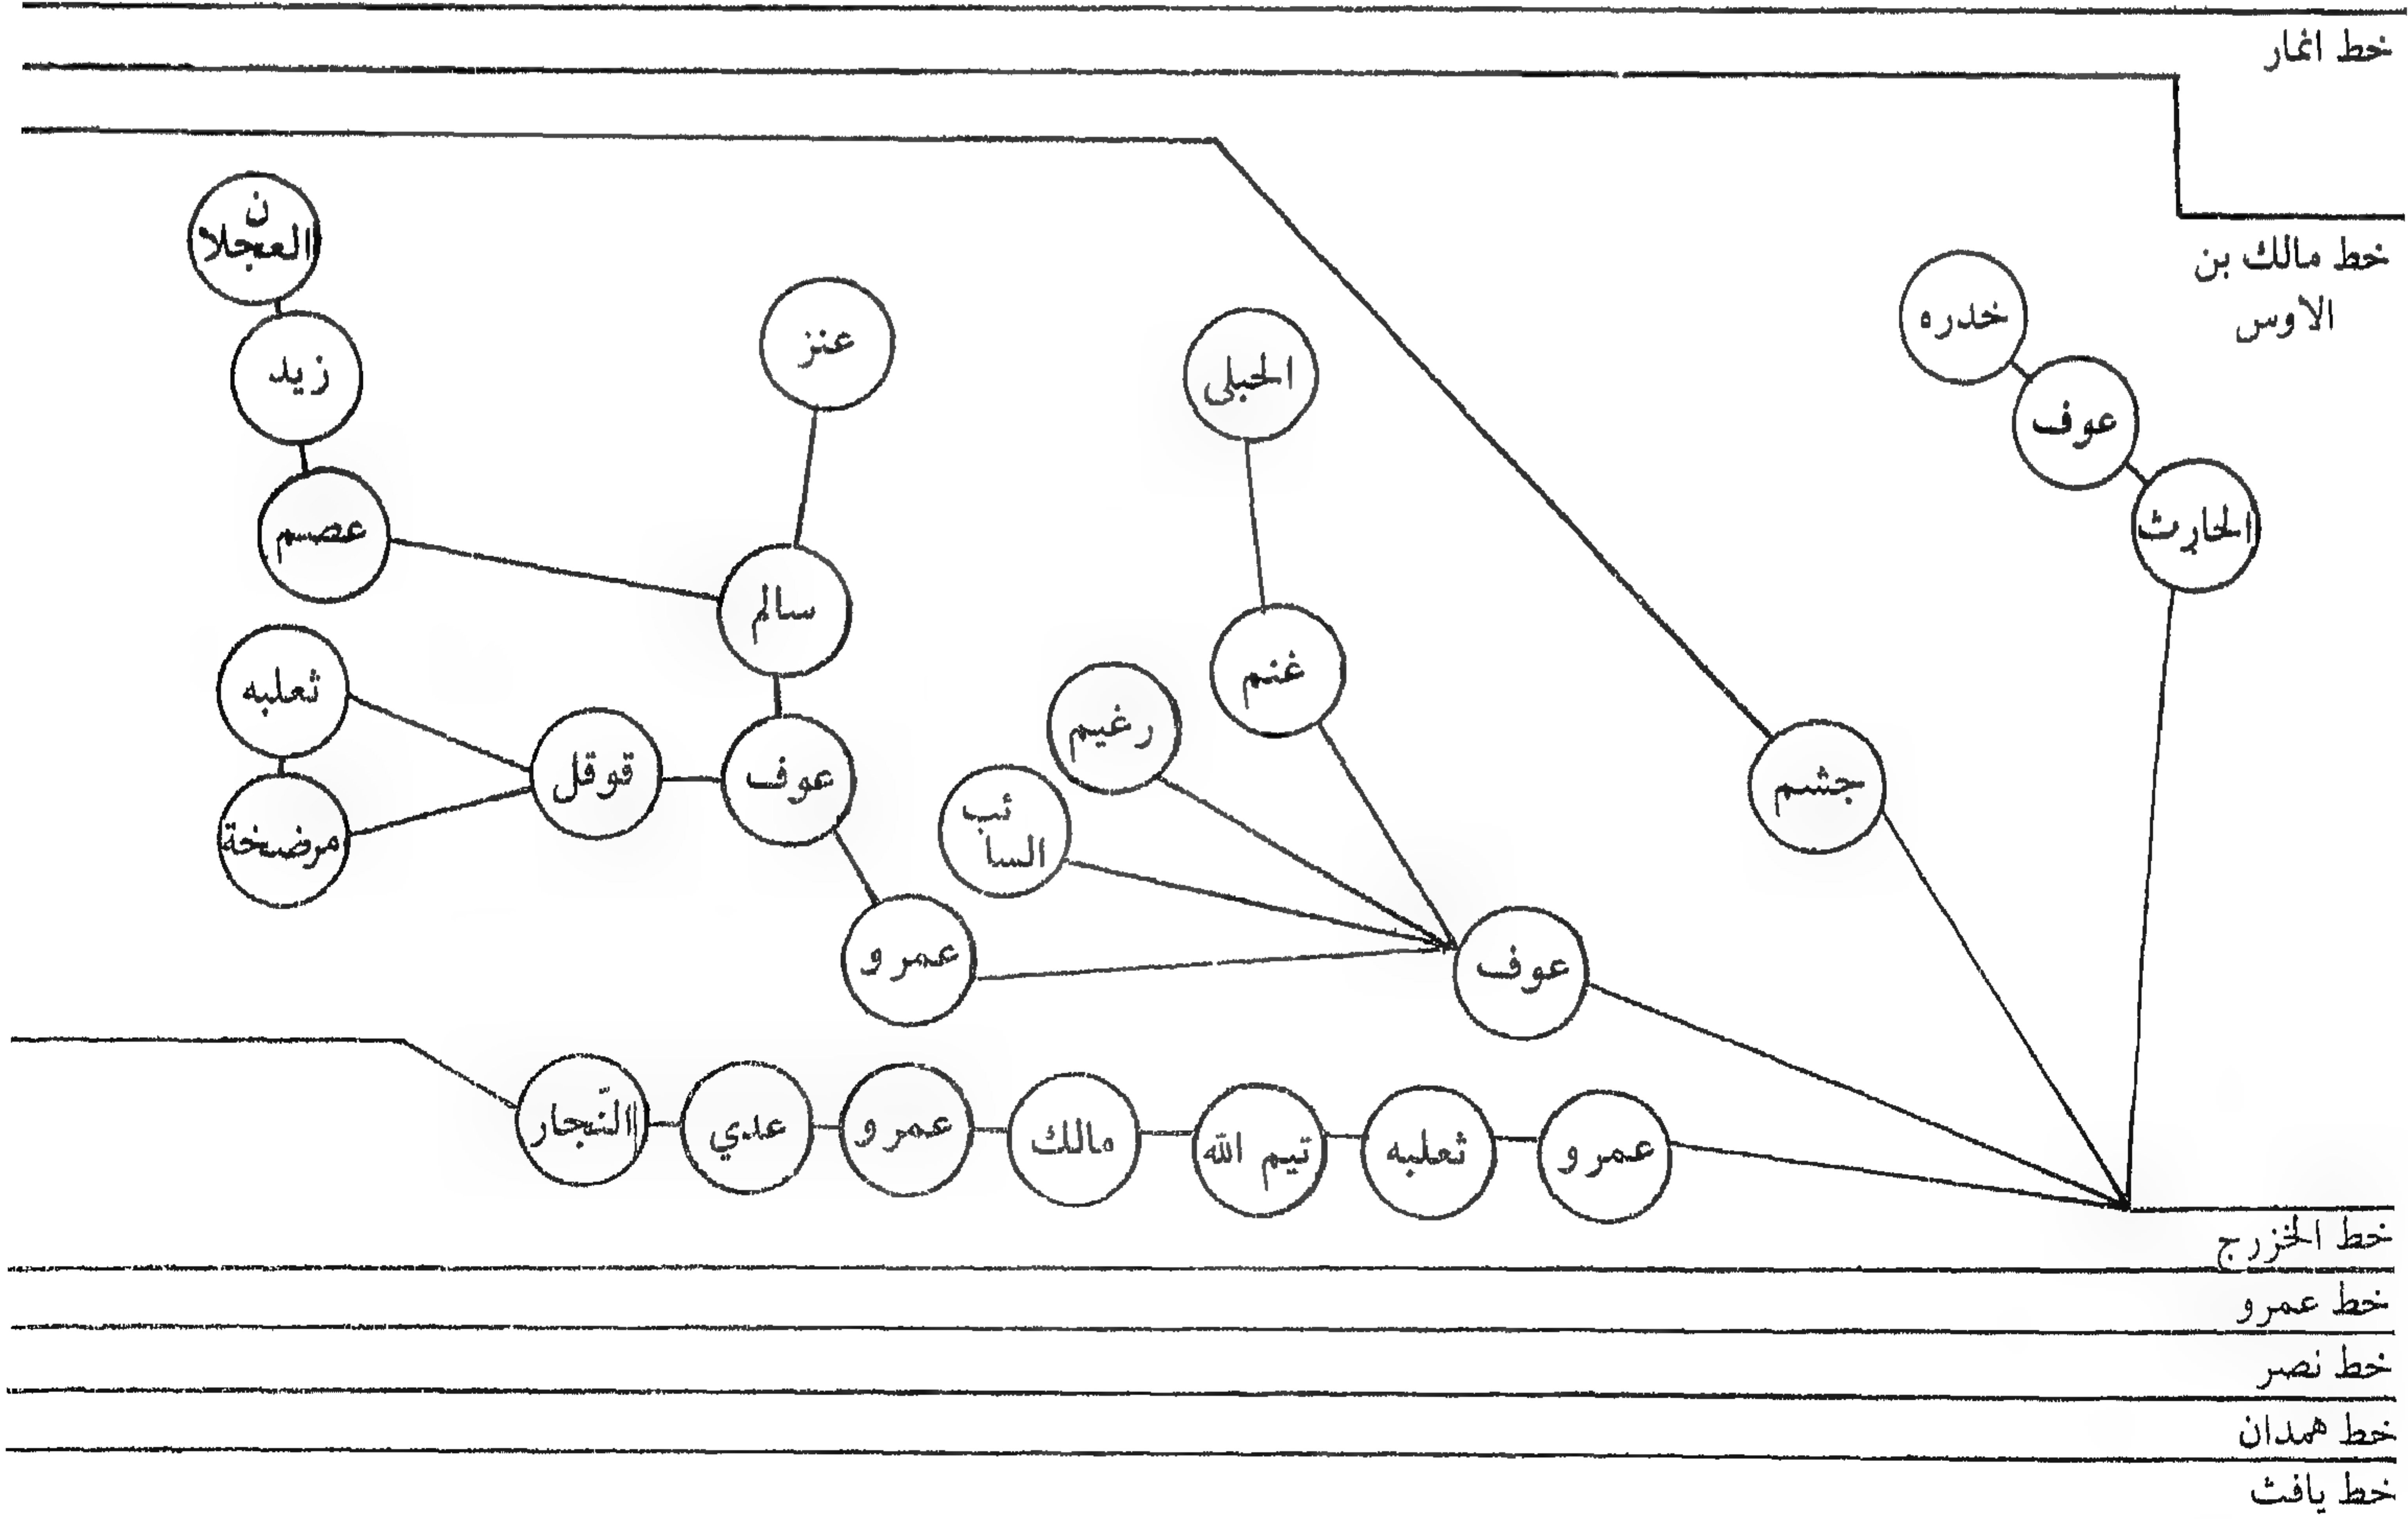 خط انمار
خط مالك بن
الاوس
العجلان
زيد
عصم
عنز
سالم
الحبلى
خدره
عوف
الحارث
ثعلبه
مرضخة
قوقل
عوف
عمرو
السائب
رغيم
غنم
جشم
عوف
عمرو
ثعلبه
تيم الله
مالك
عمرو
عدي
النّجار
خط الخزرج
خط عمرو
خط نصر
خط همدان
خط يافث